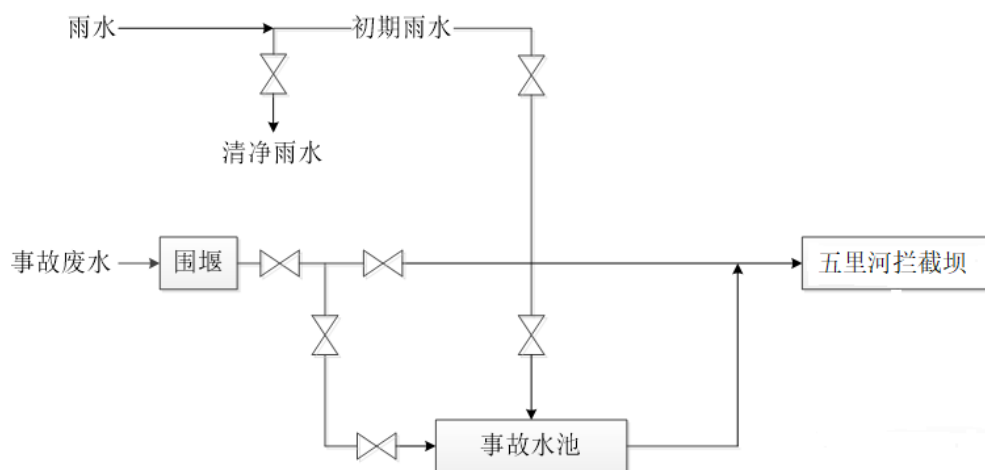 雨水
初期雨水
清净雨水
事故废水
围堰
五里河拦截坝
事故水池